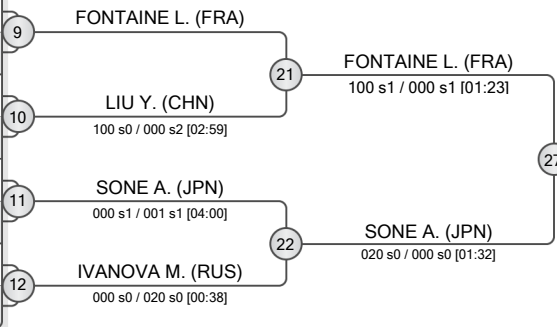 9
FONTAINE L. (FRA)
21
FONTAINE L. (FRA)
100 s1 / 000 s1 [01:23]
10
LIU Y. (CHN)
100 s0 / 000 s2 [02:59]
27
11
SONE A. (JPN)
000 s1 / 001 s1 [04:00]
22
SONE A. (JPN)
020 s0 / 000 s0 [01:32]
12
IVANOVA M. (RUS)
000 s0 / 020 s0 [00:38]